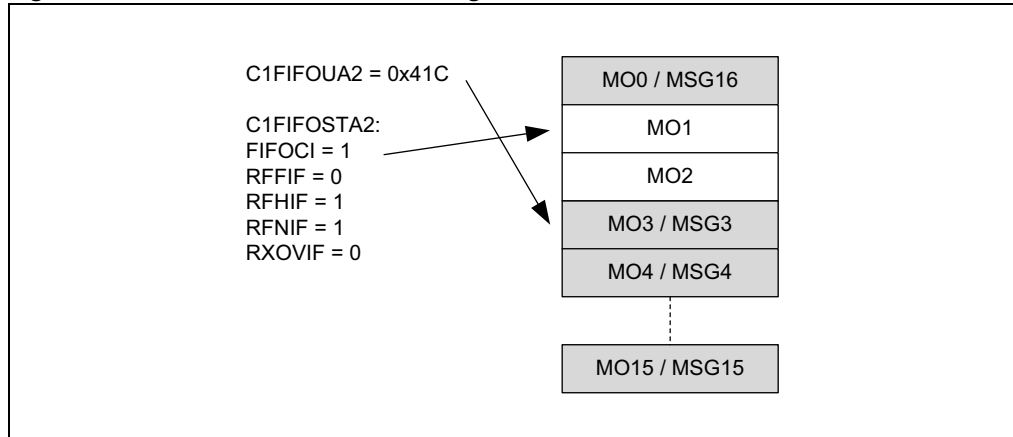 C1FIFOUA2 = 0x41C
C1FIFOSTA2:
FIFOCI = 1
RFFIF = 0
RFHIF = 1
RFNIF = 1
RXOVIF = 0
MO0 / MSG16
MO1
MO2
MO3 / MSG3
MO4 / MSG4
MO15 / MSG15